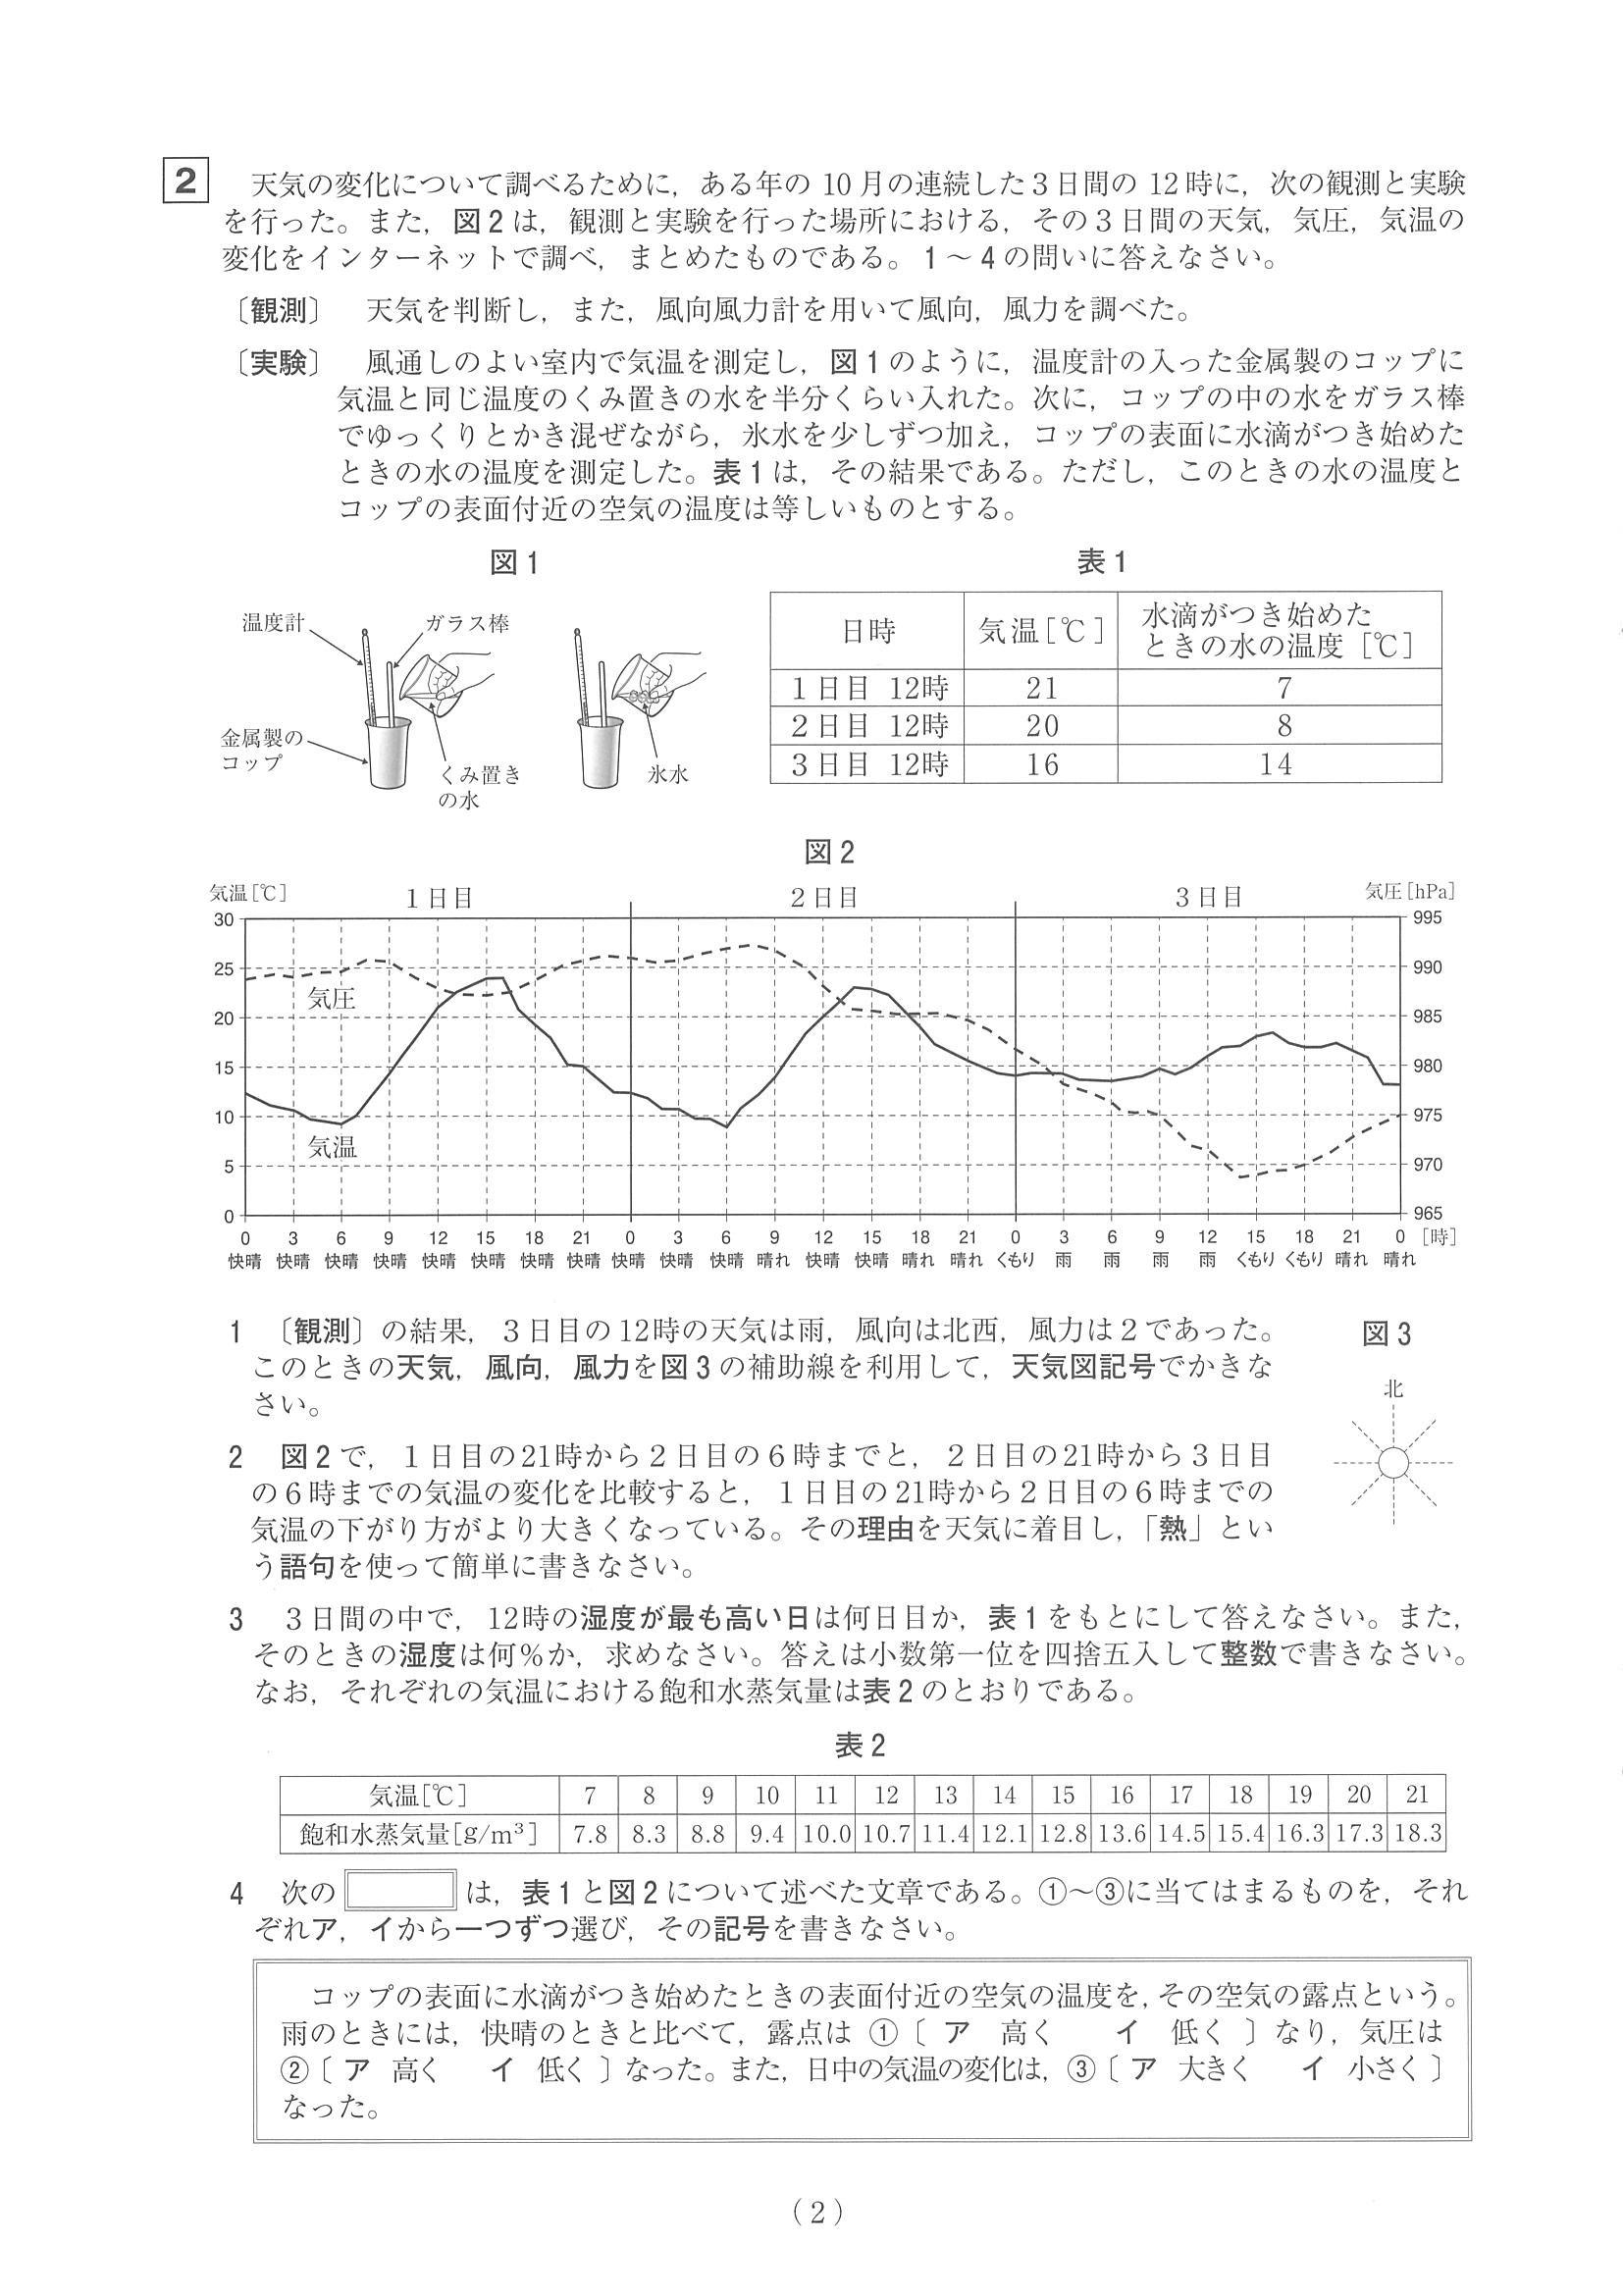 2 天気の変化について調べるために，ある年の 10 月の連続した３日間の 12 時に，次の観測と実験
を行った。また，図２は，観測と実験を行った場所における，その３日間の天気，気圧，気温の
変化をインターネットで調べ，まとめたものである。1～4の問いに答えなさい。
〔観測〕 天気を判断し，また，風向風力計を用いて風向，風力を調べた。
〔実験〕 風通しのよい室内で気温を測定し，図１のように，温度計の入った金属製のコップに
気温と同じ温度のくみ置きの水を半分くらい入れた。次に，コップの中の水をガラス棒
でゆっくりとかき混ぜながら，氷水を少しずつ加え，コップの表面に水滴がつき始めた
ときの水の温度を測定した。表１は，その結果である。ただし，このときの水の温度と
コップの表面付近の空気の温度は等しいものとする。
図１
温度計
ガラス棒
金属製の
コップ
くみ置き
の水
氷水
表１
日時 気温［℃］ 水滴がつき始めた
ときの水の温度［℃］
１日目 12時 21 7
２日目 12時 20 8
３日目 12時 16 14
図２
気温［℃］ １日目 ２日目 ３日目 気圧［hPa］
30 995
25 990
気圧
20 985
15 980
10 975
気温
5 970
0 965
0 3 6 9 12 15 18 21 0 3 6 9 12 15 18 21 0 3 6 9 12 15 18 21 0 ［時］
快晴 快晴 快晴 快晴 快晴 快晴 快晴 快晴 快晴 快晴 快晴 晴れ 快晴 快晴 晴れ 晴れ くもり 雨 雨 雨 雨 くもり くもり 晴れ 晴れ
1 〔観測〕の結果，３日目の12時の天気は雨，風向は北西，風力は２であった。
このときの天気，風向，風力を図３の補助線を利用して，天気図記号でかきな
さい。
図３
北
2 図２で，１日目の21時から２日目の６時までと，２日目の21時から３日目
の６時までの気温の変化を比較すると，１日目の21時から２日目の６時までの
気温の下がり方がより大きくなっている。その理由を天気に着目し，「熱」とい
う語句を使って簡単に書きなさい。
3 ３日間の中で，12時の湿度が最も高い日は何日目か，表１をもとにして答えなさい。また，
そのときの湿度は何％か，求めなさい。答えは小数第一位を四捨五入して整数で書きなさい。
なお，それぞれの気温における飽和水蒸気量は表２のとおりである。
表２
気温［℃］ 7 8 9 10 11 12 13 14 15 16 17 18 19 20 21
飽和水蒸気量［g/m³］ 7.8 8.3 8.8 9.4 10.0 10.7 11.4 12.1 12.8 13.6 14.5 15.4 16.3 17.3 18.3
4 次の は，表１と図２について述べた文章である。①～③に当てはまるものを，それ
ぞれア，イから一つずつ選び，その記号を書きなさい。
コップの表面に水滴がつき始めたときの表面付近の空気の温度を，その空気の露点という。
雨のときには，快晴のときと比べて，露点は ①〔 ア 高く イ 低く 〕なり，気圧は
②〔 ア 高く イ 低く 〕なった。また，日中の気温の変化は，③〔 ア 大きく イ 小さく 〕
なった。
（２）